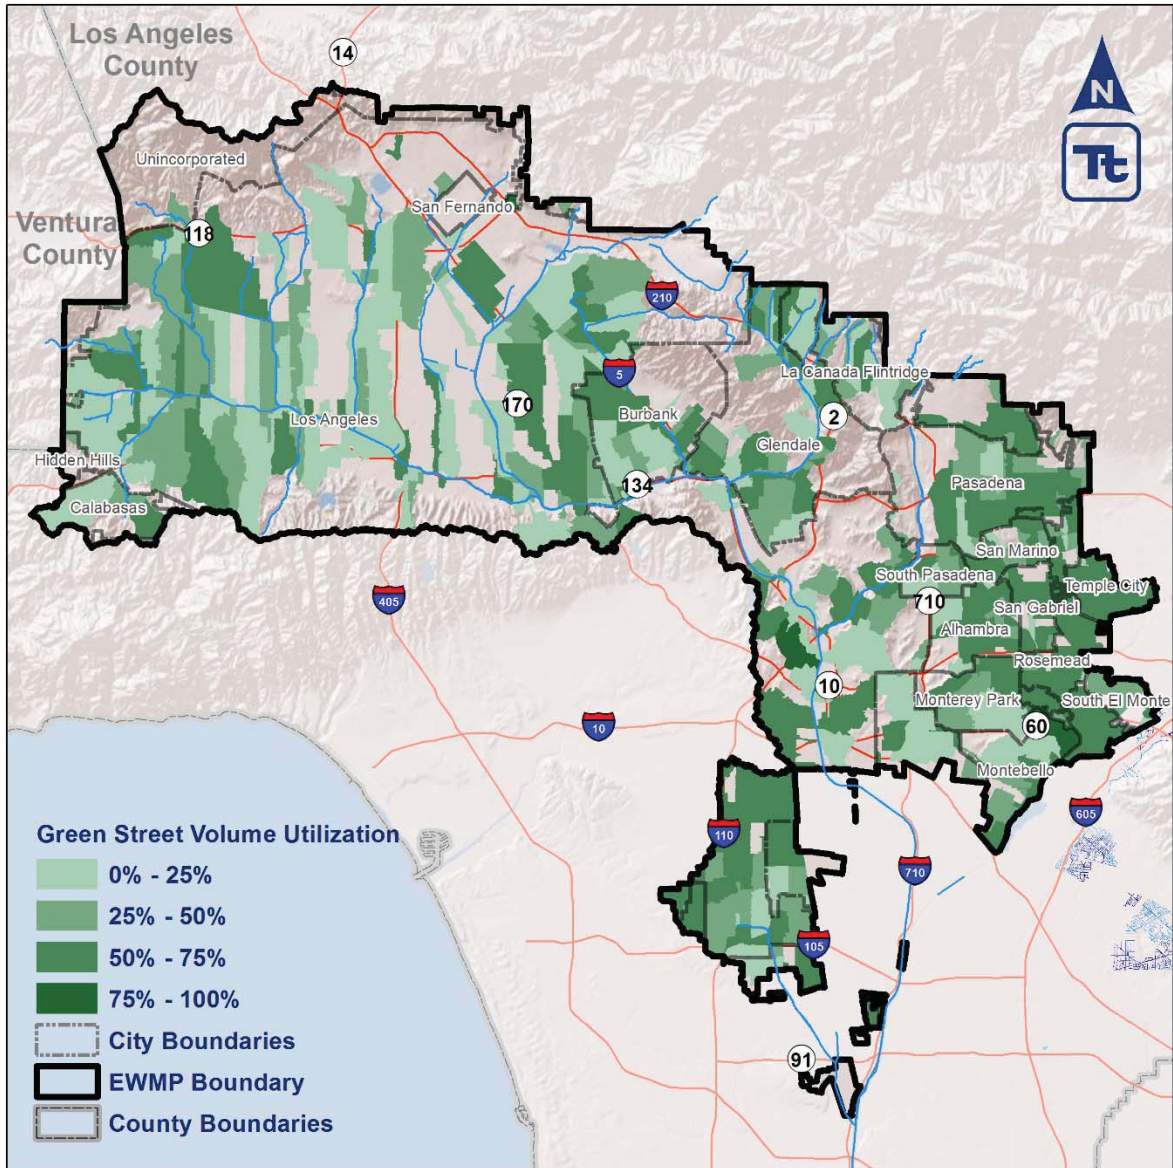 Los Angeles
County
14
N
Tt
Unincorporated
San Fernando
Ventura
County
118
210
La Canada Flintridge
5
170
Burbank
2
Los Angeles
Glendale
Hidden Hills
134
Pasadena
Calabasas
San Marino
South Pasadena
Temple City
405
710
San Gabriel
Alhambra
Rosemead
10
Monterey Park
South El Monte
10
60
Montebello
605
110
710
105
91
Green Street Volume Utilization
0% - 25%
25% - 50%
50% - 75%
75% - 100%
City Boundaries
EWMP Boundary
County Boundaries